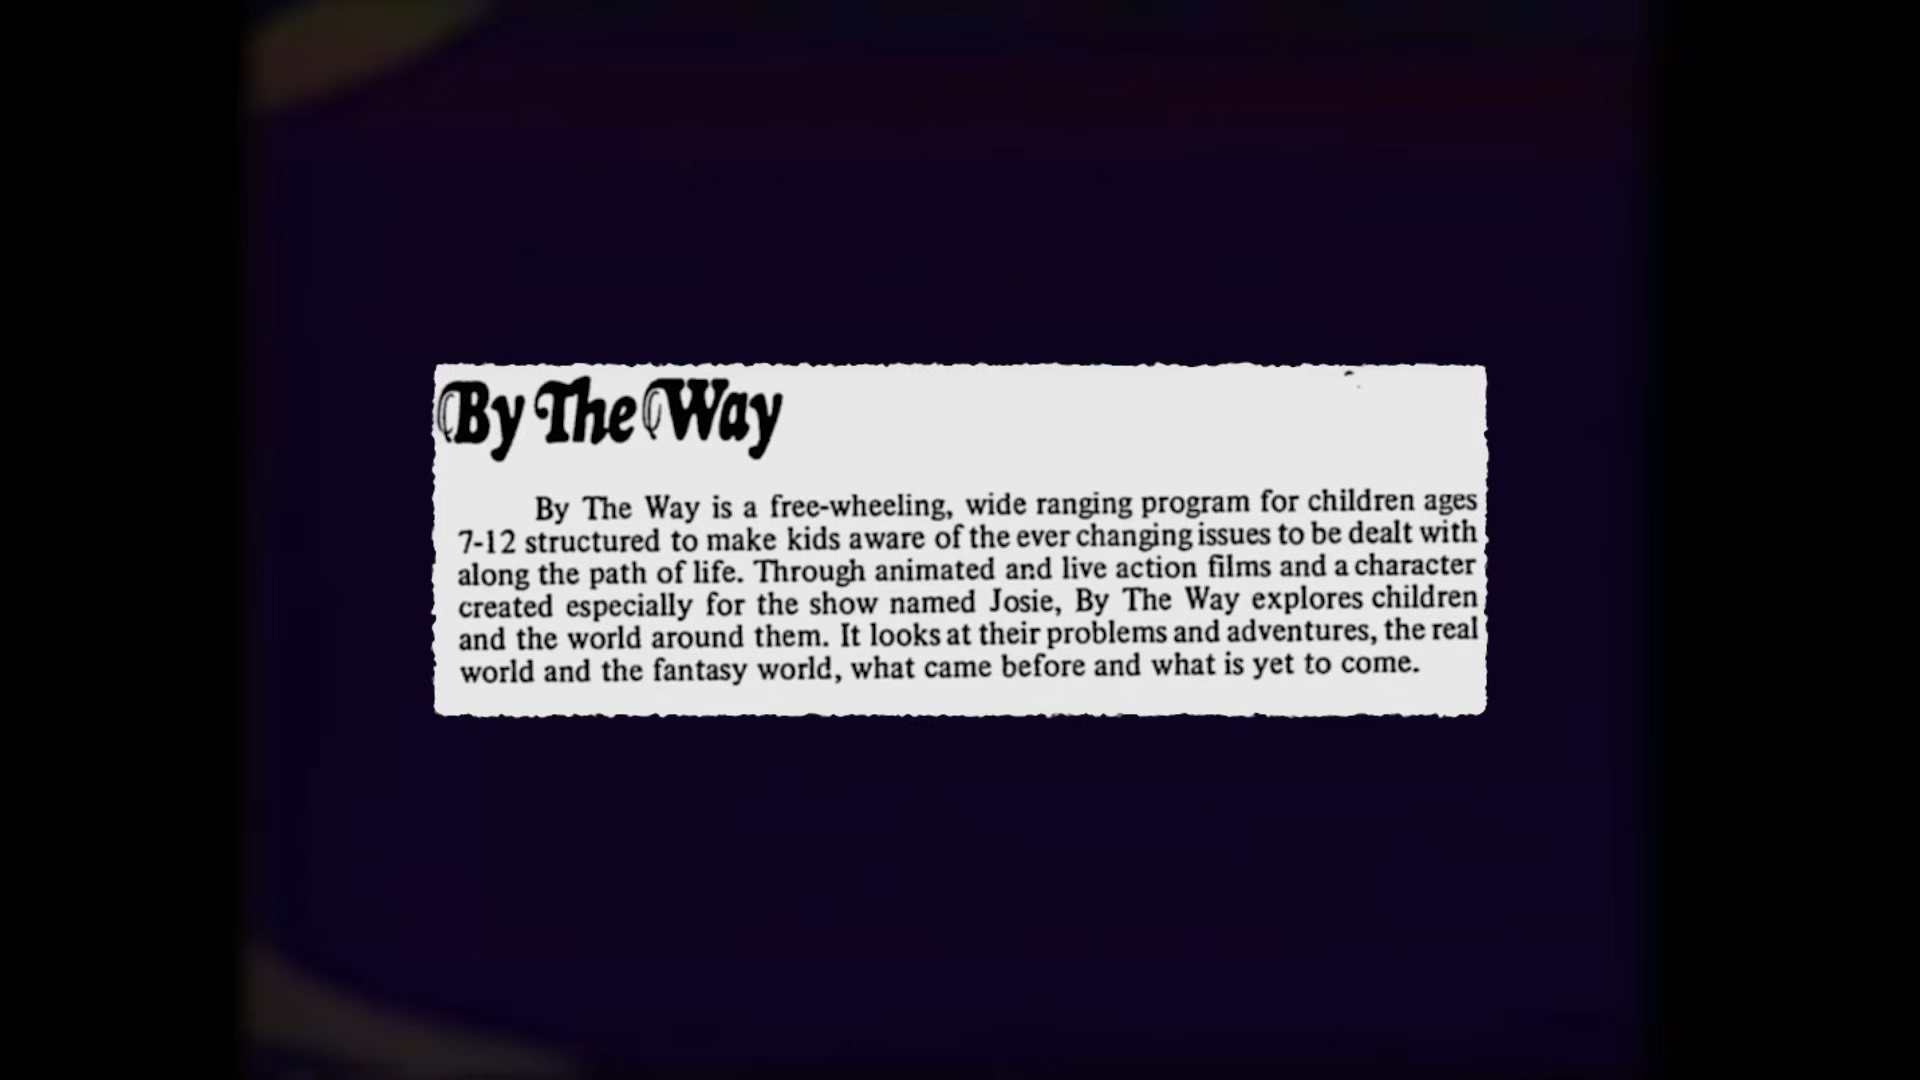 By The Way
By The Way is a free-wheeling, wide ranging program for children ages
7-12 structured to make kids aware of the ever changing issues to be dealt with
along the path of life. Through animated and live action films and a character
created especially for the show named Josie, By The Way explores children
and the world around them. It looks at their problems and adventures, the real
world and the fantasy world, what came before and what is yet to come.